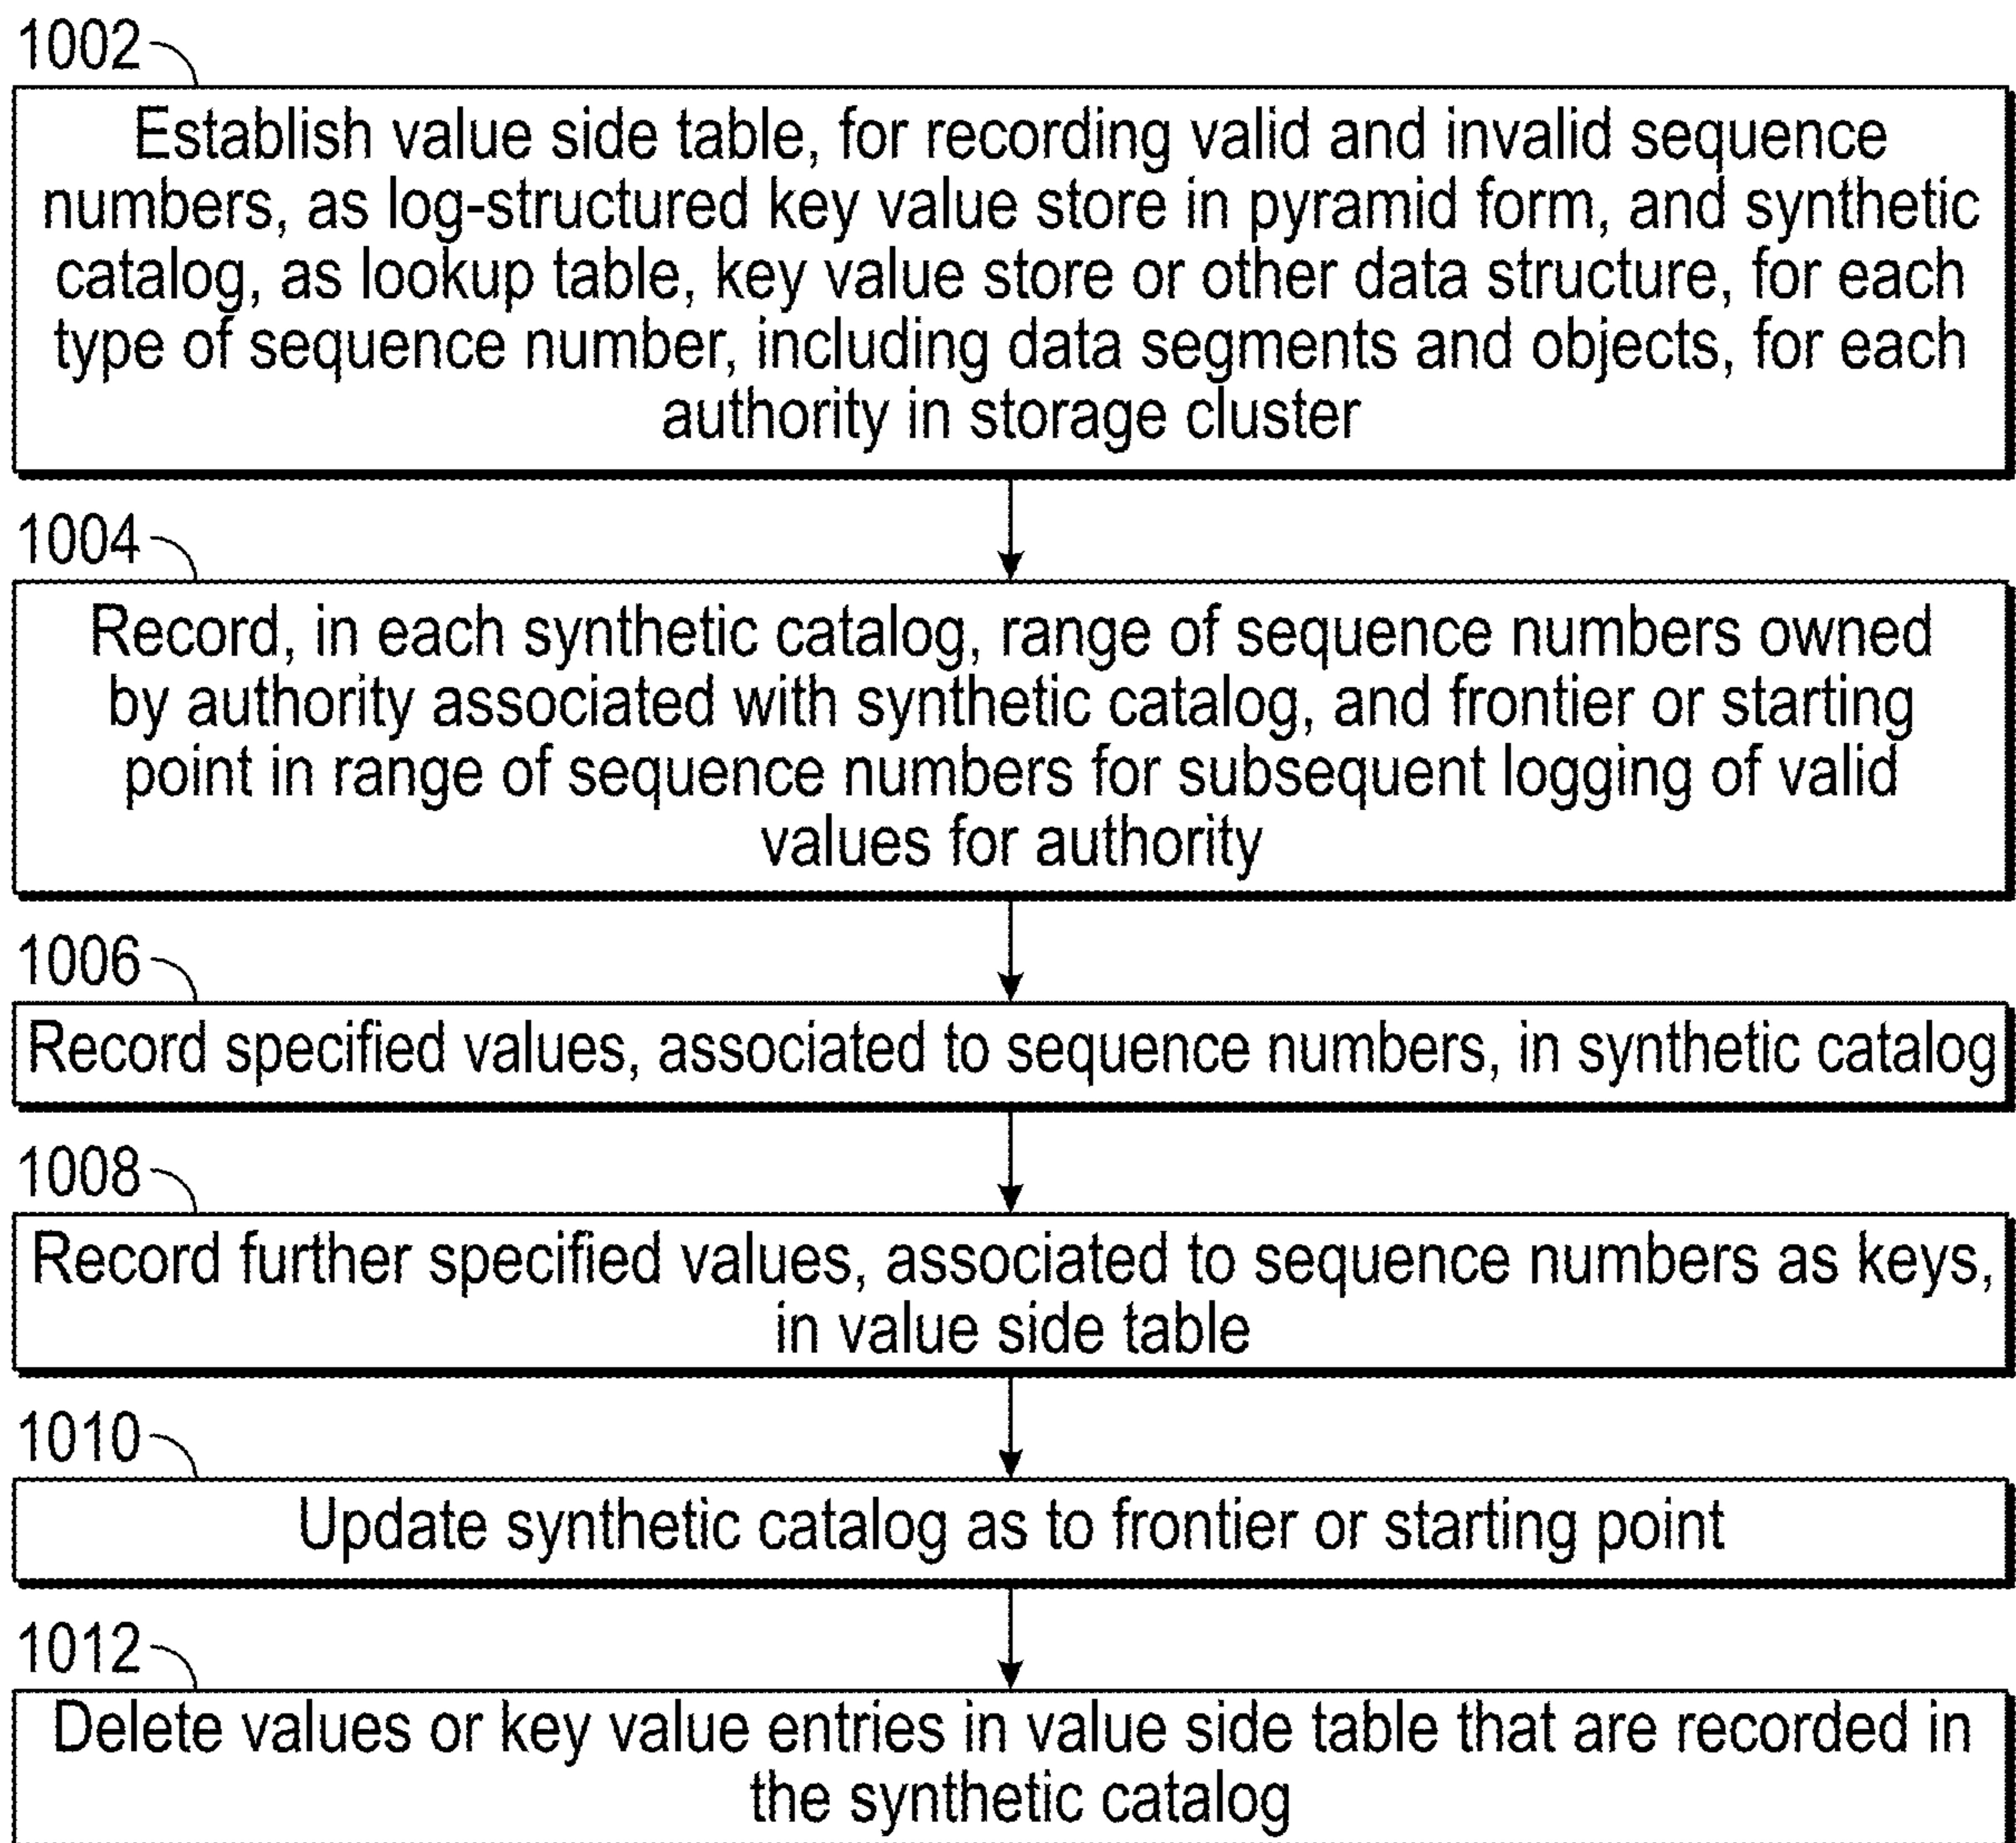 1002
Establish value side table, for recording valid and invalid sequence
numbers, as log-structured key value store in pyramid form, and synthetic
catalog, as lookup table, key value store or other data structure, for each
type of sequence number, including data segments and objects, for each
authority in storage cluster
1004
Record, in each synthetic catalog, range of sequence numbers owned
by authority associated with synthetic catalog, and frontier or starting
point in range of sequence numbers for subsequent logging of valid
values for authority
1006
Record specified values, associated to sequence numbers, in synthetic catalog
1008
Record further specified values, associated to sequence numbers as keys,
in value side table
1010
Update synthetic catalog as to frontier or starting point
1012
Delete values or key value entries in value side table that are recorded in
the synthetic catalog